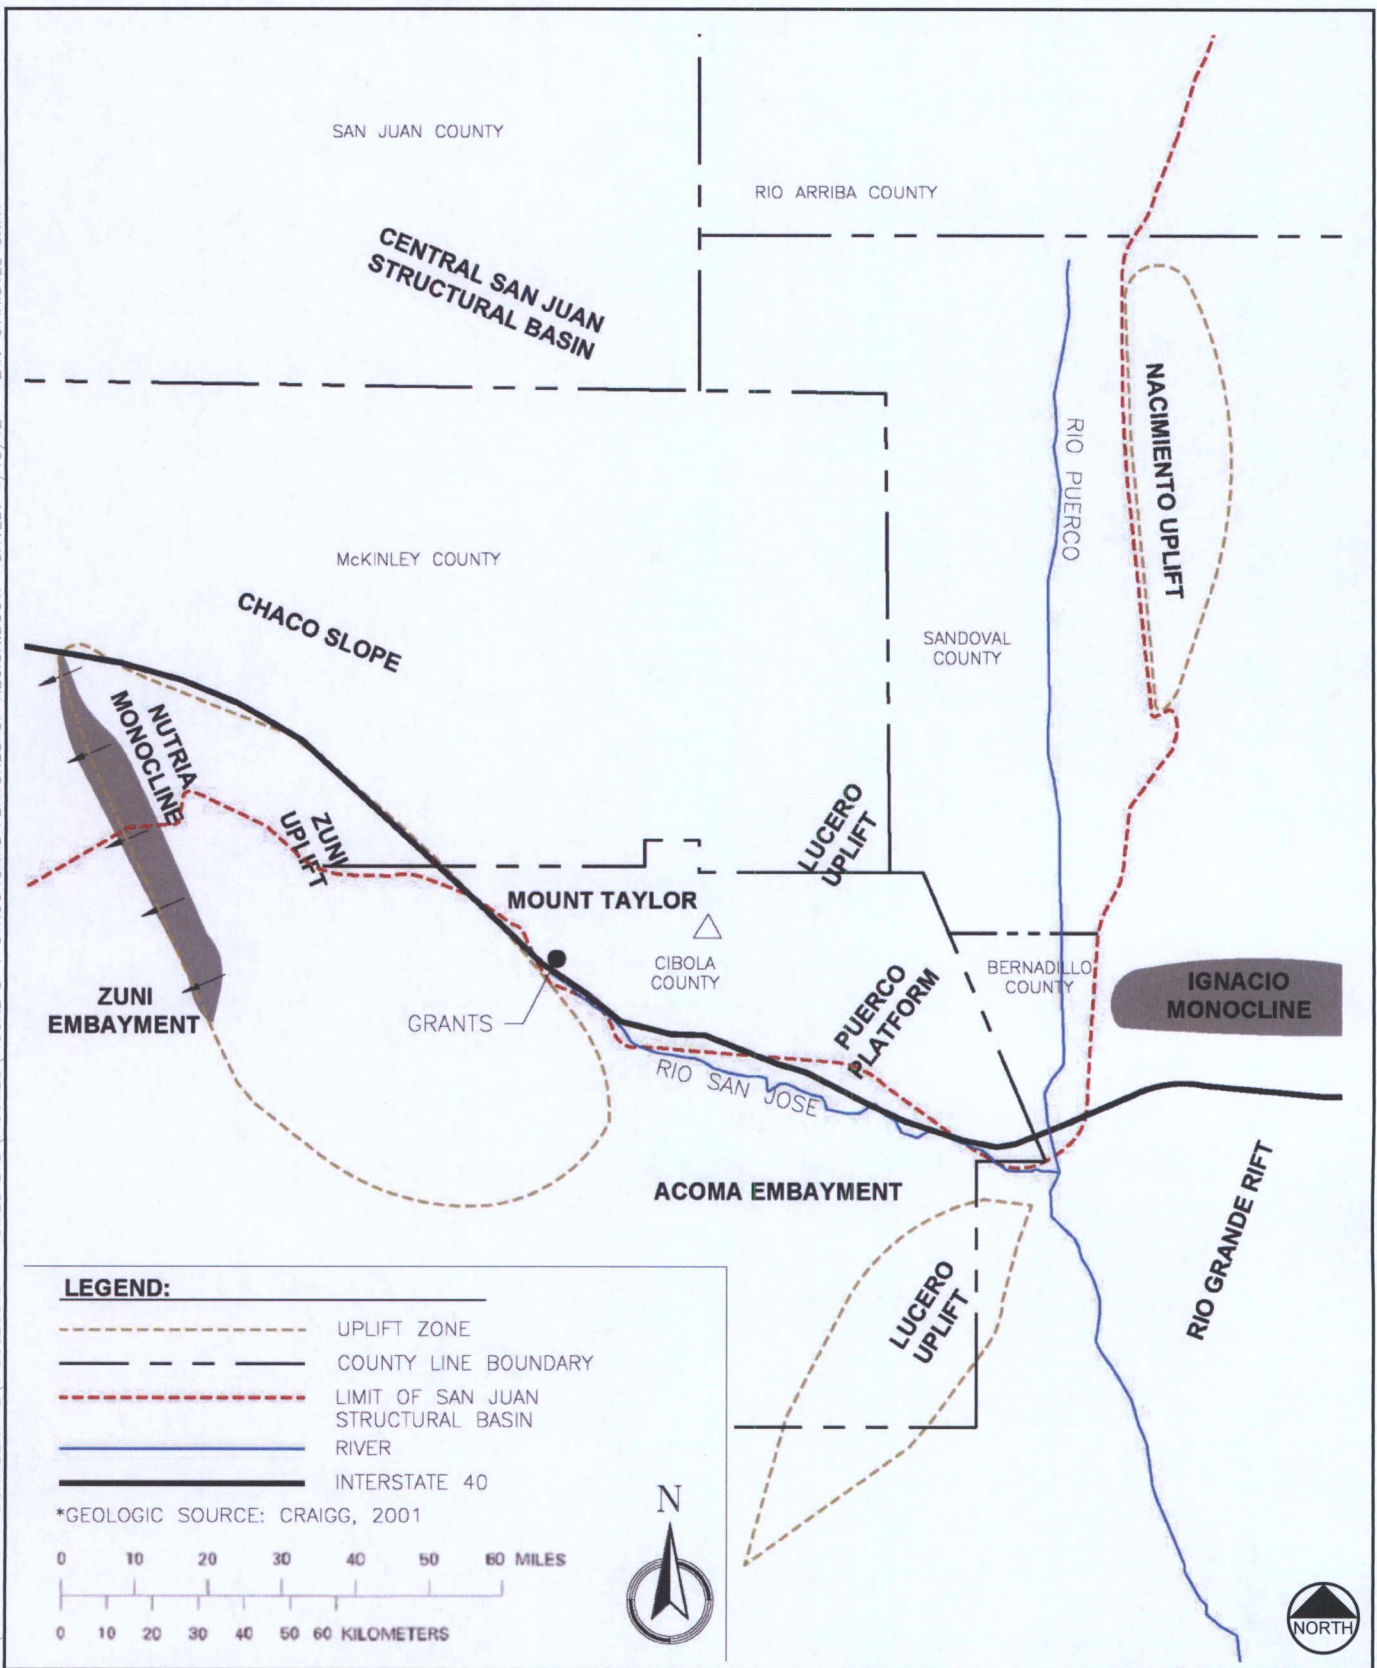 SAN JUAN COUNTY
RIO ARRIBA COUNTY
CENTRAL SAN JUAN
STRUCTURAL BASIN
NACIMIENTO UPLIFT
RIO PUERCO
McKINLEY COUNTY
CHACO SLOPE
SANDOVAL
COUNTY
NUTRIA
MONOCLINE
ZUNI
UPLIFT
LUCERO
UPLIFT
MOUNT TAYLOR
CIBOLA
COUNTY
BERNADILLO
COUNTY
IGNACIO
MONOCLINE
ZUNI
EMBAYMENT
GRANTS
PUERCO
PLATFORM
RIO SAN JOSE
ACOMA EMBAYMENT
RIO GRANDE RIFT
LUCERO
UPLIFT
LEGEND:
UPLIFT ZONE
COUNTY LINE BOUNDARY
LIMIT OF SAN JUAN
STRUCTURAL BASIN
RIVER
INTERSTATE 40
*GEOLOGIC SOURCE: CRAIGG, 2001
0 10 20 30 40 50 60 MILES
0 10 20 30 40 50 60 KILOMETERS
N
NORTH